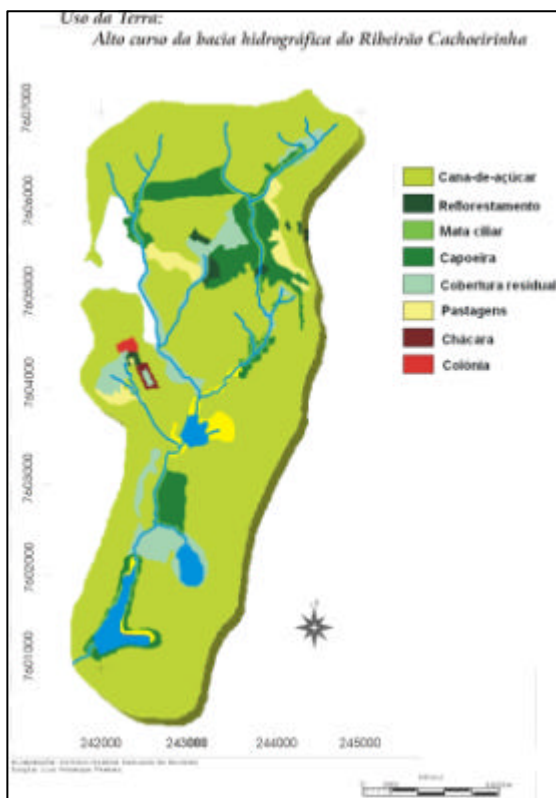 Uso da Terra:
Alto curso da bacia hidrográfica do Ribeirão Cachoeirinha
7607000
7606000
7605000
7604000
7603000
7602000
7601000
Cana-de-açúcar
Reflorestamento
Mata ciliar
Capoeira
Cobertura residual
Pastagens
Chácara
Colônia
242000
243000
244000
245000